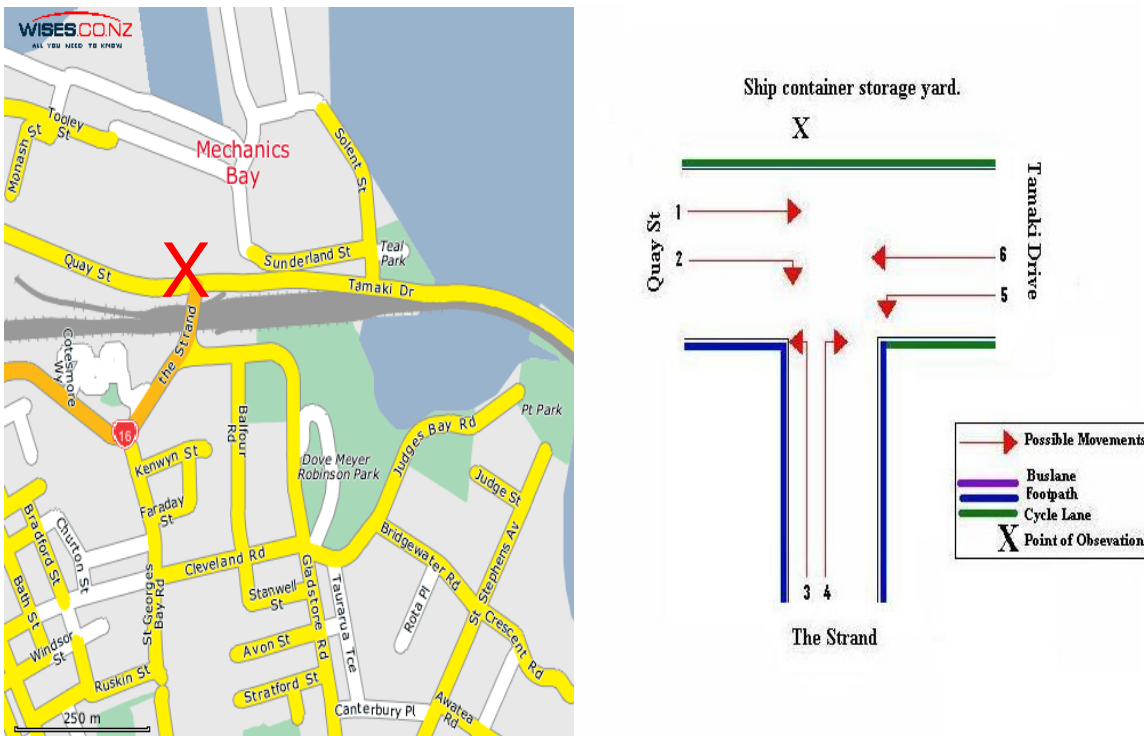 WISES.CO.NZ
ALL YOU NEED TO KNOW
Tooley
St
Monash St
Mechanics
Bay
Solent St
Quay St
Sunderland St
Teal
Park
Tamaki Dr
the Strand
Cotesmore
Wy
16
Balfour
Rd
Pt Park
Judges Bay Rd
Dove Meyer
Robinson Park
Kenwyn St
Faraday
St
Judge St
Bradford St
Churton St
Cleveland Rd
Bridgewater Rd
St Stephens Av
Bath St
St Georges
Bay Rd
Stanwell
St
Gladstone Rd
Taurarua Tce
Rota Pl
Crescent Rd
Windsor
St
Avon St
Ruskin St
Stratford St
Canterbury Pl
Awatea
Rd
250 m
X
Ship container storage yard.
X
Quay St
Tamaki Drive
1
2
6
5
3
4
The Strand
Possible Movements
Buslane
Footpath
Cycle Lane
X Point of Obsevation